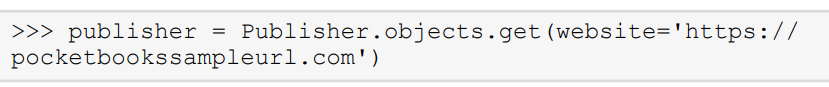 >>> publisher = Publisher.objects.get(website='https://
pocketbookssampleurl.com')